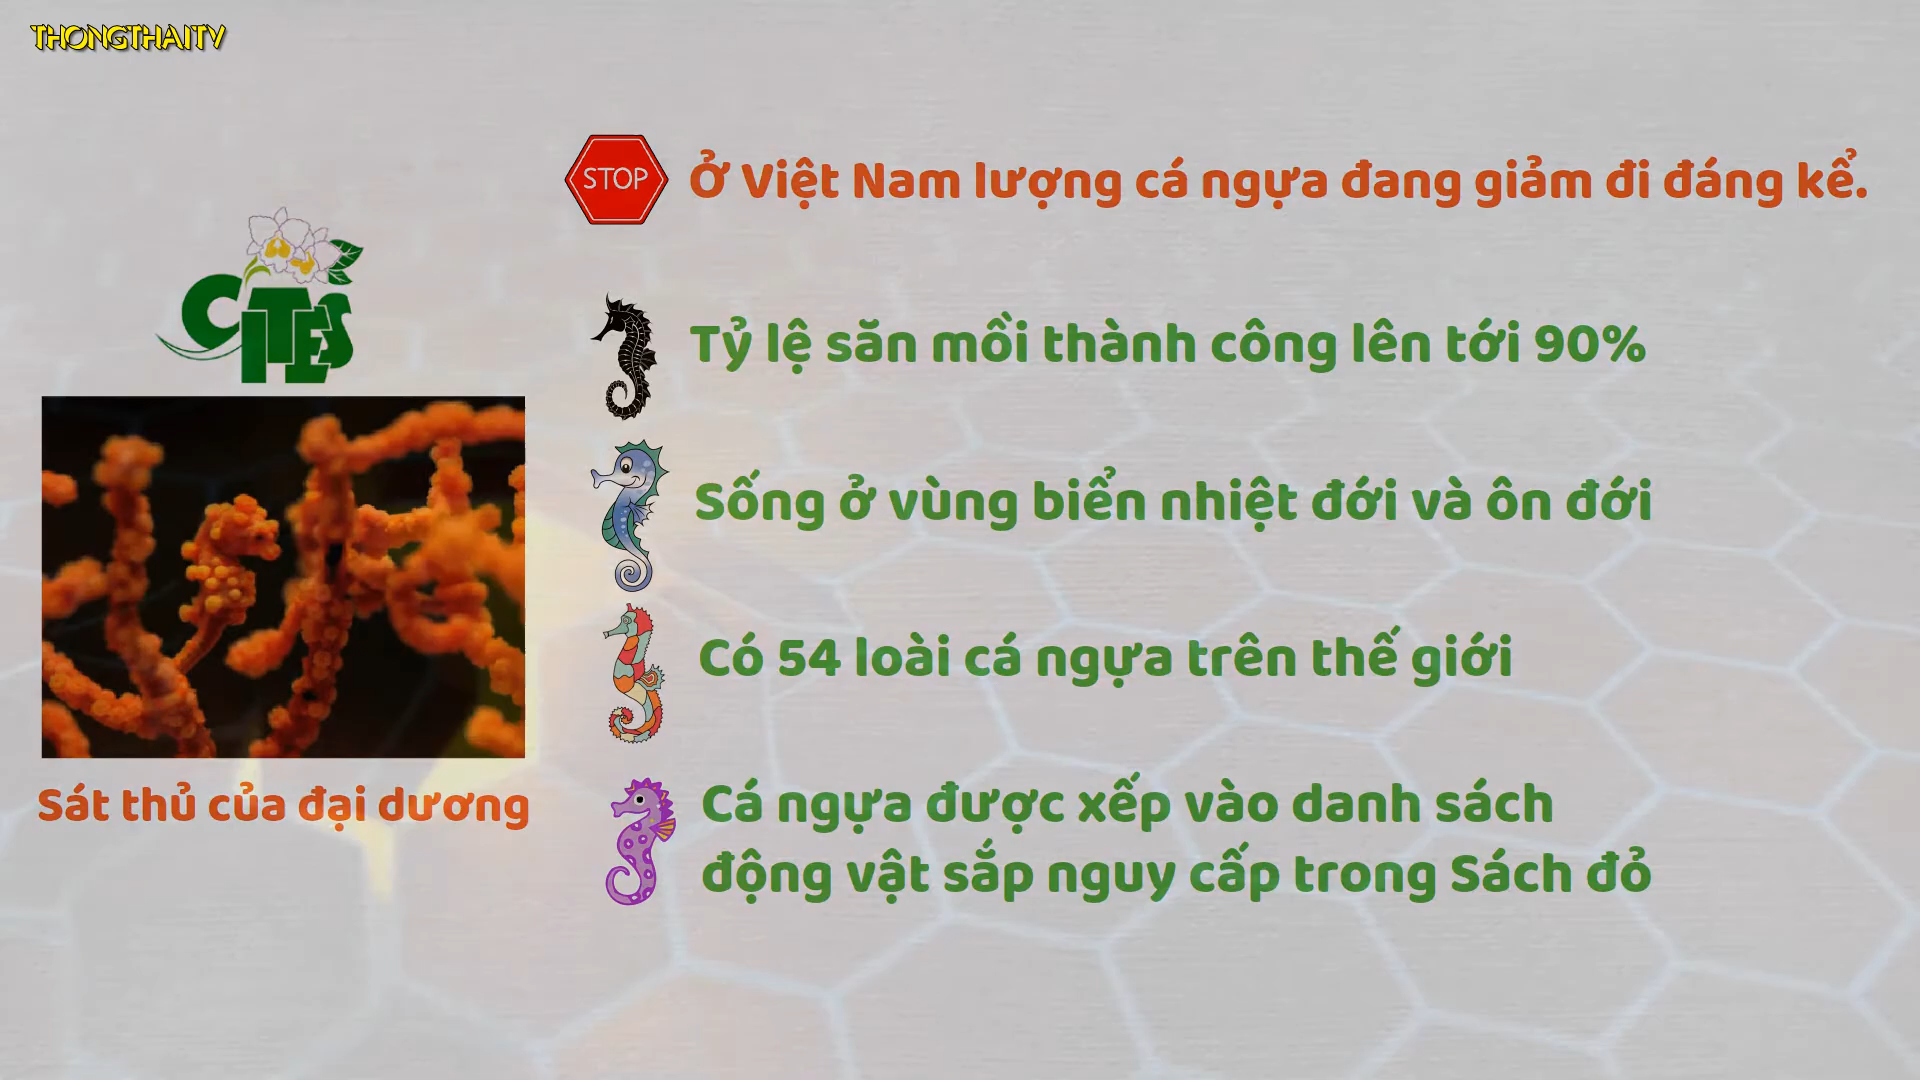 THONGTHAITV
STOP
Ở Việt Nam lượng cá ngựa đang giảm đi đáng kể.
CITES
Tỷ lệ săn mồi thành công lên tới 90%
Sống ở vùng biển nhiệt đới và ôn đới
Có 54 loài cá ngựa trên thế giới
Sát thủ của đại dương
Cá ngựa được xếp vào danh sách
động vật sắp nguy cấp trong Sách đỏ